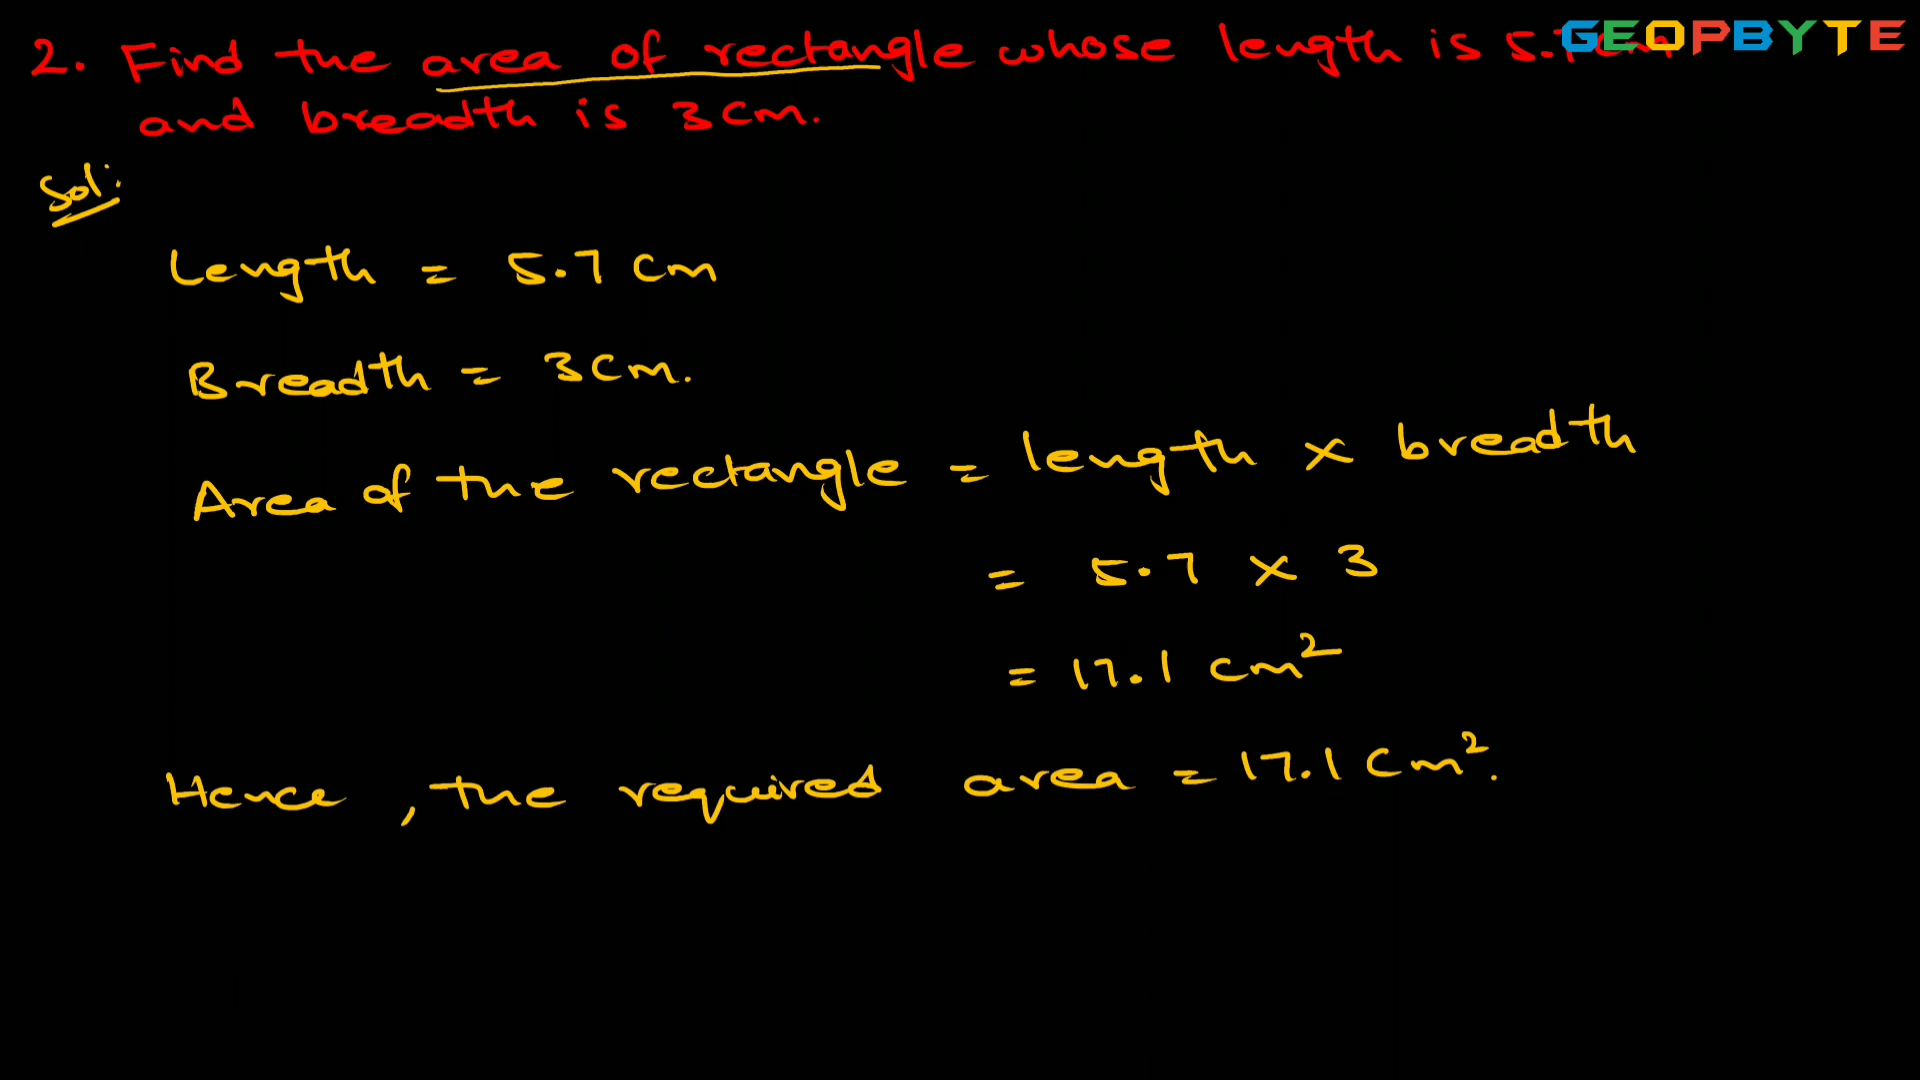 GEOPBYTE
2. Find the area of rectangle whose length is 5.7cm
and breadth is 3cm.
Sol:
Length = 5.7 cm
Breadth = 3cm.
Area of the rectangle = length × breadth
= 5.7 × 3
= 17.1 cm²
Hence, the required area = 17.1 cm².